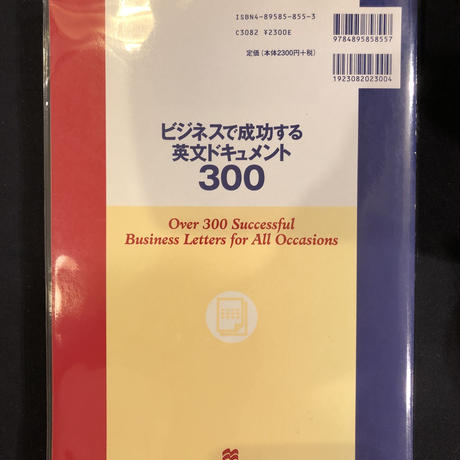 ISBN4-89585-855-3
C3082 ¥2300E
定価（本体2300円+税）
9784895858557
1923082023004
ビジネスで成功する
英文ドキュメント
300
Over 300 Successful
Business Letters for All Occasions